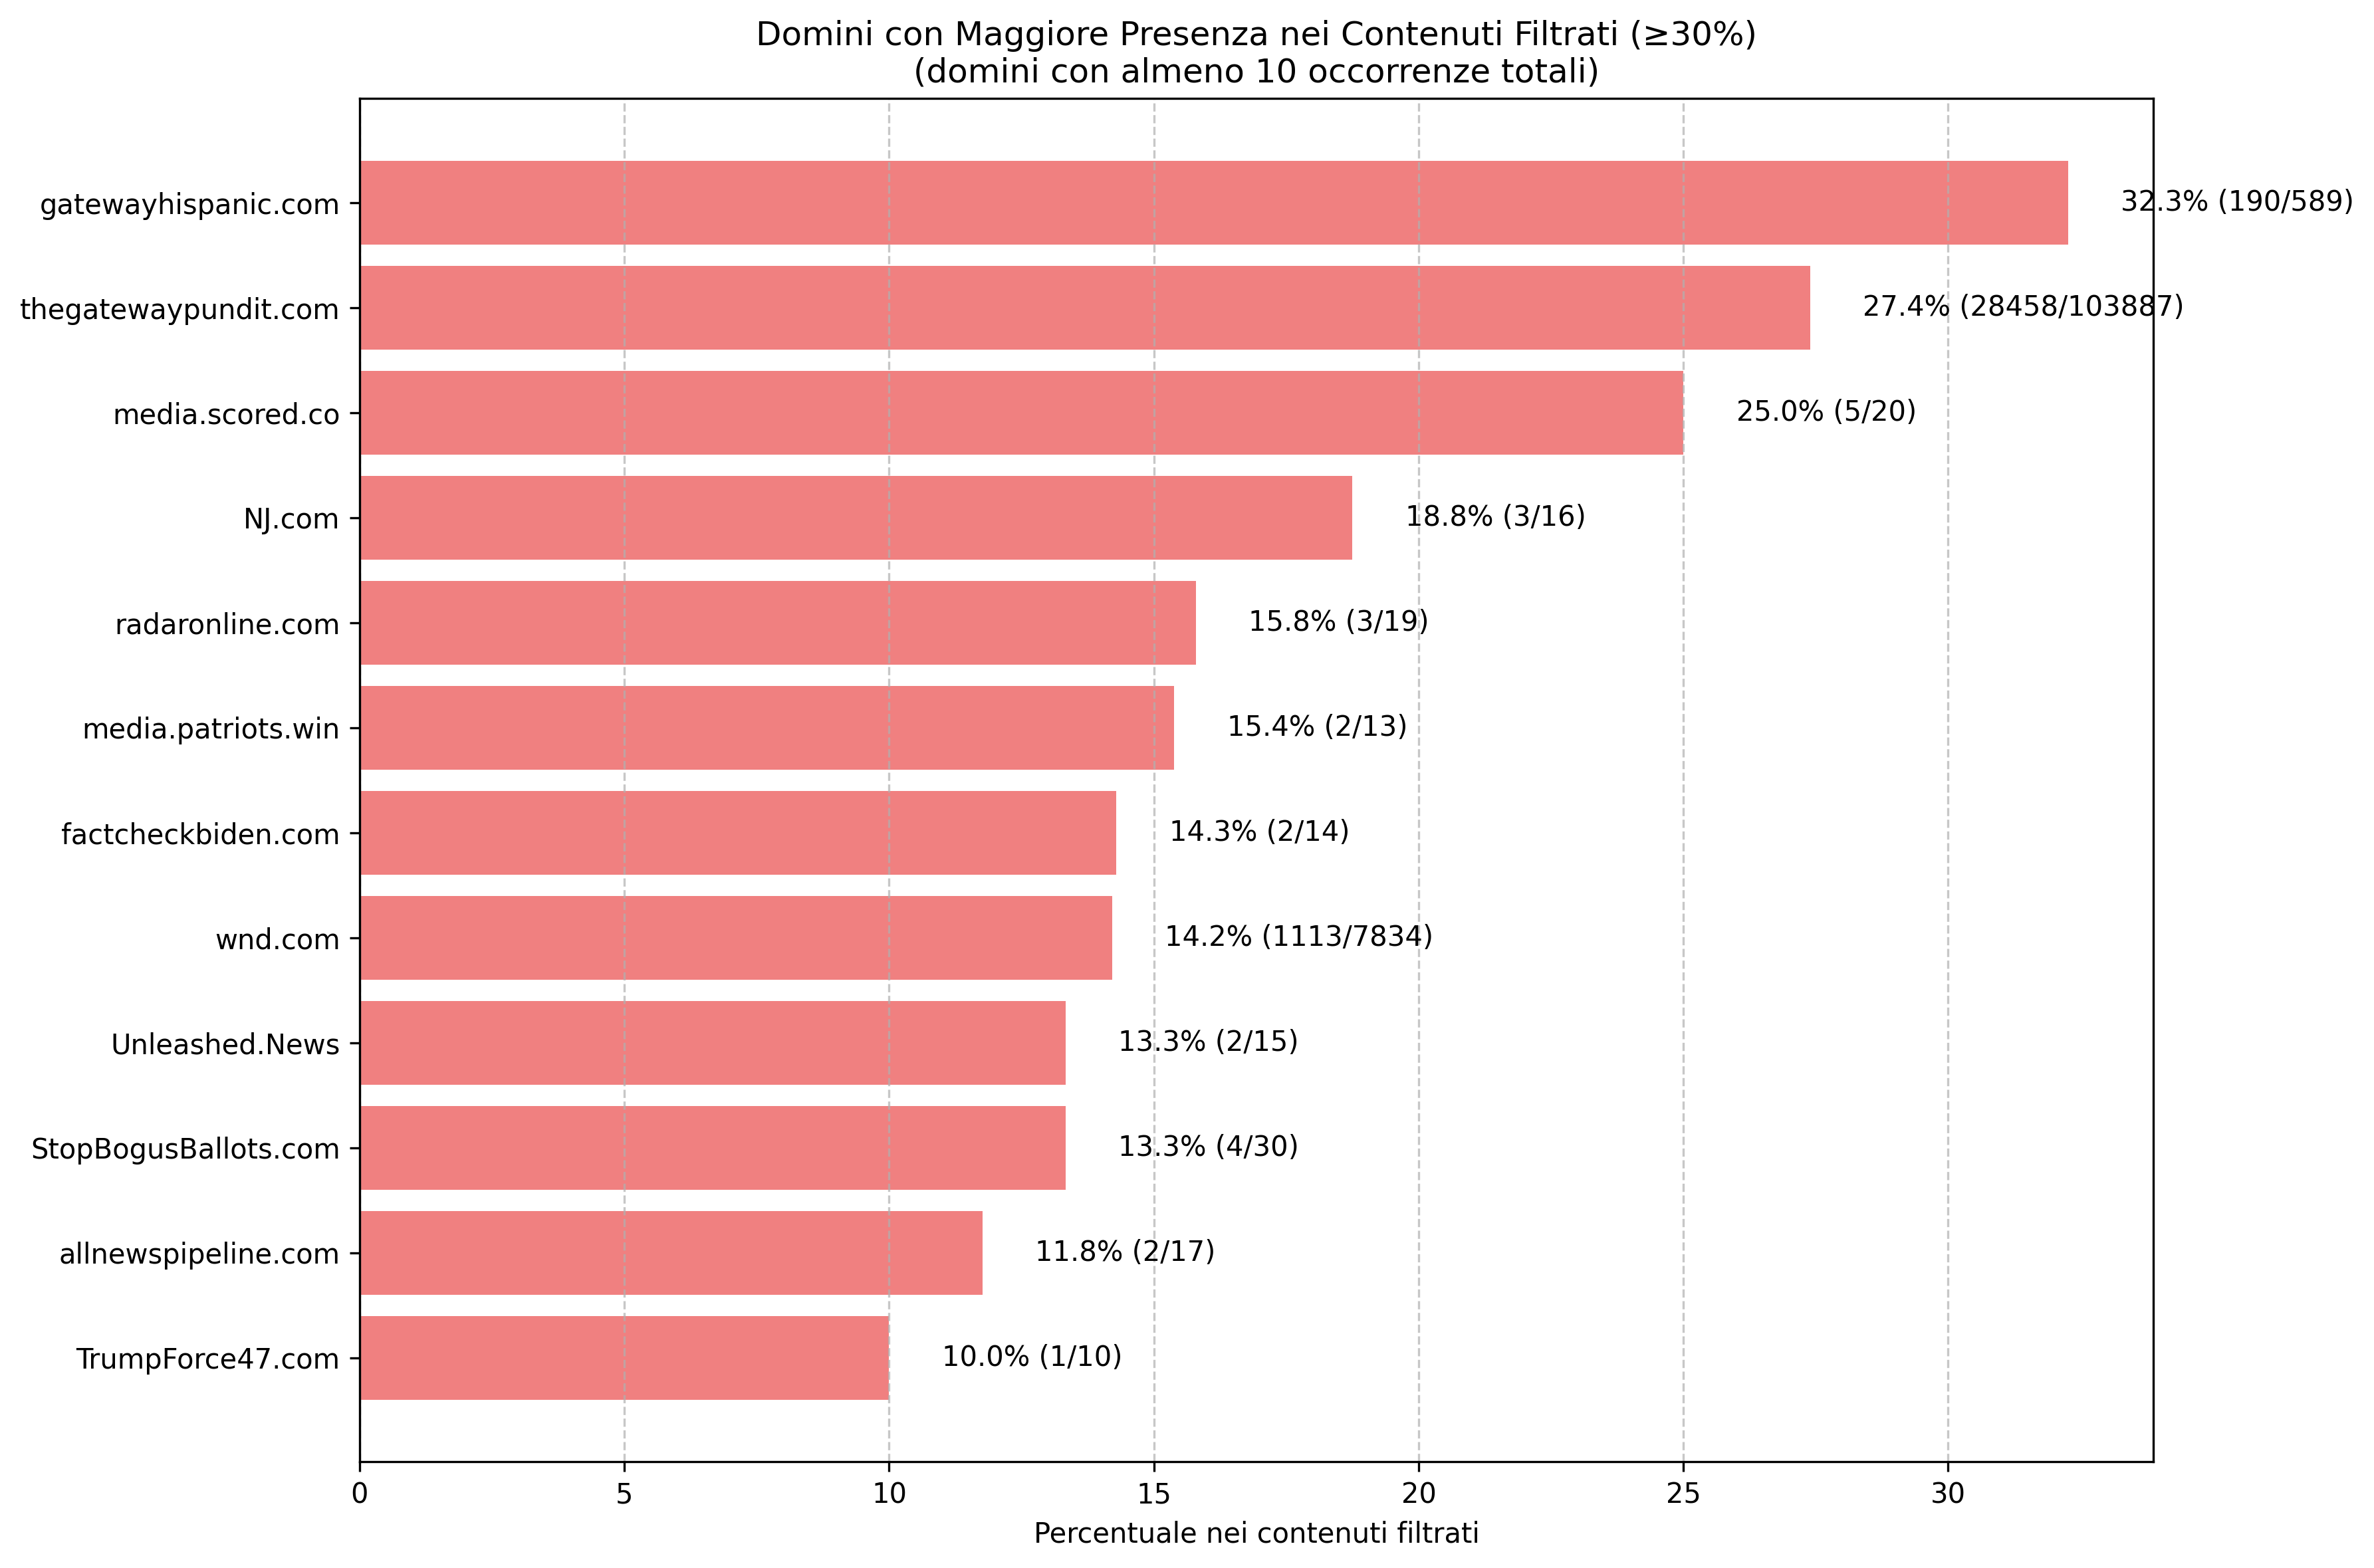 Domini con Maggiore Presenza nei Contenuti Filtrati (≥30%)
(domini con almeno 10 occorrenze totali)
gatewayhispanic.com 32.3% (190/589)
thegatewaypundit.com 27.4% (28458/103887)
media.scored.co 25.0% (5/20)
NJ.com 18.8% (3/16)
radaronline.com 15.8% (3/19)
media.patriots.win 15.4% (2/13)
factcheckbiden.com 14.3% (2/14)
wnd.com 14.2% (1113/7834)
Unleashed.News 13.3% (2/15)
StopBogusBallots.com 13.3% (4/30)
allnewspipeline.com 11.8% (2/17)
TrumpForce47.com 10.0% (1/10)
0 5 10 15 20 25 30
Percentuale nei contenuti filtrati